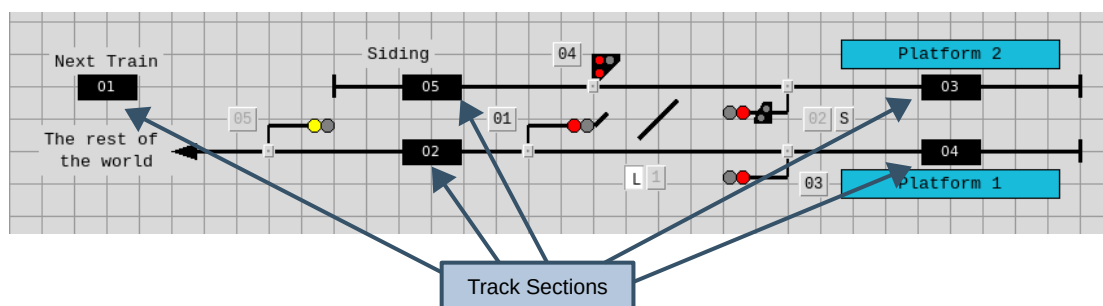 Next Train
01
Siding
05
04
Platform 2
03
05
01
02 S
The rest of
the world
02
L 1
03
04
Platform 1
Track Sections